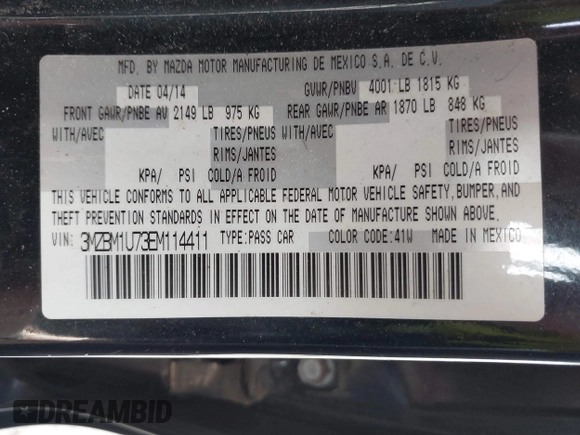 MFD. BY MAZDA MOTOR MANUFACTURING DE MEXICO S.A. DE C.V.
DATE 04/14 GVWR/PNBV 4001 LB 1815 KG
FRONT GAWR/PNBE AV 2149 LB 975 KG REAR GAWR/PNBE AR 1870 LB 848 KG
WITH/AVEC TIRES/PNEUS WITH/AVEC TIRES/PNEUS
RIMS/JANTES RIMS/JANTES
KPA/ PSI COLD/A FROID KPA/ PSI COLD/A FROID
THIS VEHICLE CONFORMS TO ALL APPLICABLE FEDERAL MOTOR VEHICLE SAFETY, BUMPER, AND
THEFT PREVENTION STANDARDS IN EFFECT ON THE DATE OF MANUFACTURE SHOWN ABOVE.
VIN: 3MZBM1U73EM114411 TYPE:PASS CAR COLOR CODE:41W MADE IN MEXICO
DREAMBID